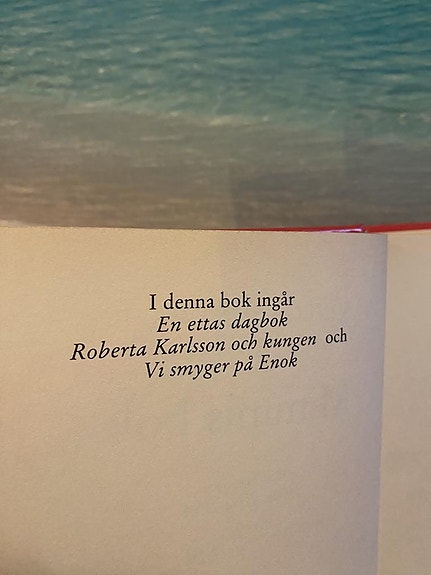 I denna bok ingår
En ettas dagbok
Roberta Karlsson och kungen och
Vi smyger på Enok